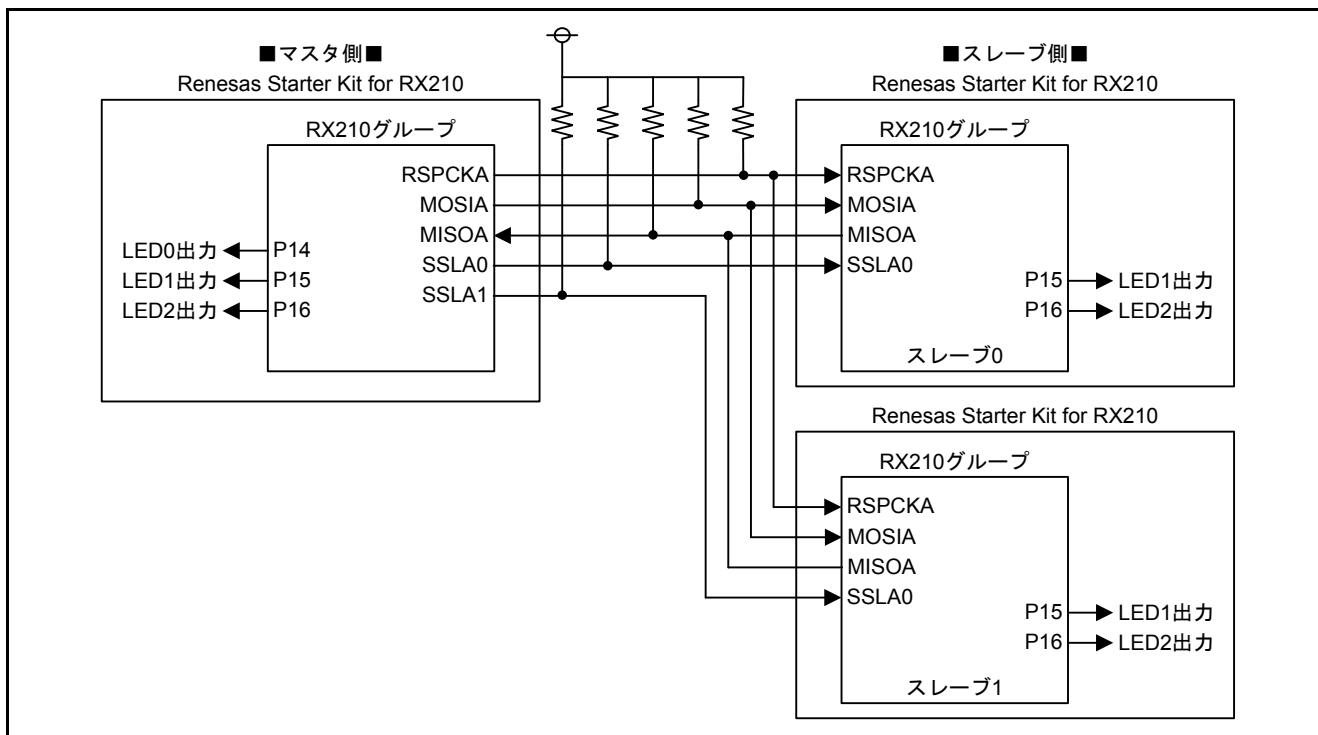 ■マスタ側■
Renesas Starter Kit for RX210
RX210グループ
RSPCKA
MOSIA
MISOA
SSLA0
SSLA1
LED0出力
P14
LED1出力
P15
LED2出力
P16
■スレーブ側■
Renesas Starter Kit for RX210
RX210グループ
RSPCKA
MOSIA
MISOA
SSLA0
P15
LED1出力
P16
LED2出力
スレーブ0
Renesas Starter Kit for RX210
RX210グループ
RSPCKA
MOSIA
MISOA
SSLA0
P15
LED1出力
P16
LED2出力
スレーブ1